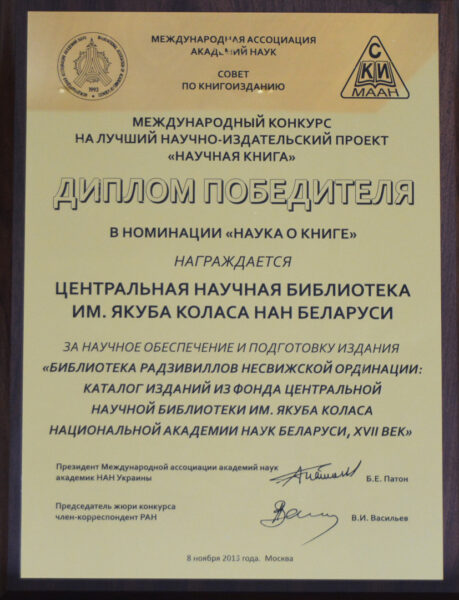 МЕЖДУНАРОДНАЯ АССОЦИАЦИЯ
АКАДЕМИЙ НАУК
СОВЕТ
ПО КНИГОИЗДАНИЮ
1993
С
КИ
МААН
МЕЖДУНАРОДНЫЙ КОНКУРС
НА ЛУЧШИЙ НАУЧНО-ИЗДАТЕЛЬСКИЙ ПРОЕКТ
«НАУЧНАЯ КНИГА»
ДИПЛОМ ПОБЕДИТЕЛЯ
В НОМИНАЦИИ «НАУКА О КНИГЕ»
НАГРАЖДАЕТСЯ
ЦЕНТРАЛЬНАЯ НАУЧНАЯ БИБЛИОТЕКА
ИМ. ЯКУБА КОЛАСА НАН БЕЛАРУСИ
ЗА НАУЧНОЕ ОБЕСПЕЧЕНИЕ И ПОДГОТОВКУ ИЗДАНИЯ
«БИБЛИОТЕКА РАДЗИВИЛЛОВ НЕСВИЖСКОЙ ОРДИНАЦИИ:
КАТАЛОГ ИЗДАНИЙ ИЗ ФОНДА ЦЕНТРАЛЬНОЙ
НАУЧНОЙ БИБЛИОТЕКИ ИМ. ЯКУБА КОЛАСА
НАЦИОНАЛЬНОЙ АКАДЕМИИ НАУК БЕЛАРУСИ, XVII ВЕК»
Президент Международной ассоциации академий наук
академик НАН Украины
Б.Е. Патон
Председатель жюри конкурса
член-корреспондент РАН
В.И. Васильев
8 ноября 2013 года. Москва